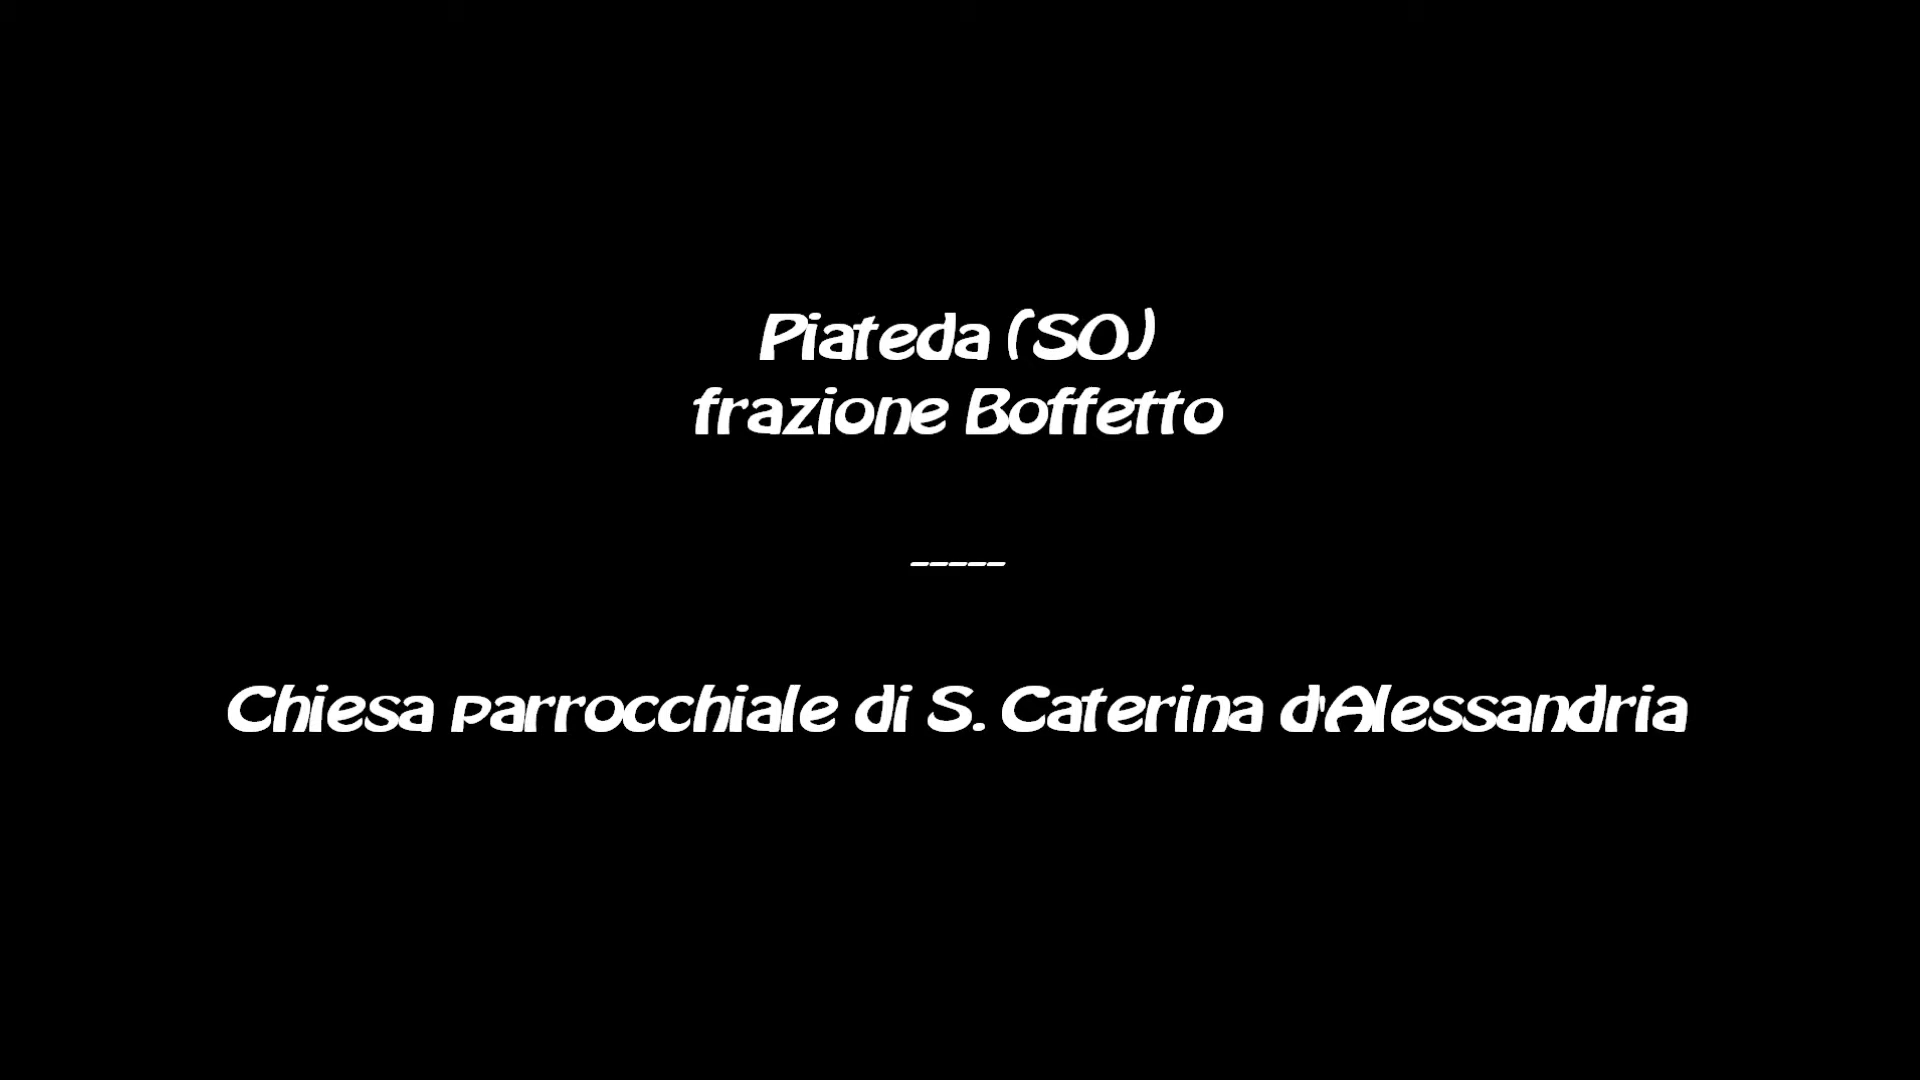 Piateda (SO)
frazione Boffetto
-----
Chiesa parrocchiale di S. Caterina d'Alessandria